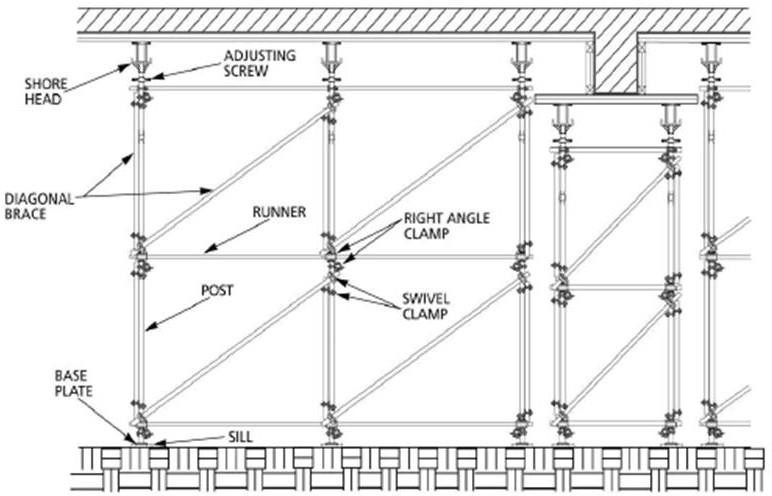 ADJUSTING
SCREW
SHORE
HEAD
DIAGONAL
BRACE
RUNNER
RIGHT ANGLE
CLAMP
POST
SWIVEL
CLAMP
BASE
PLATE
SILL